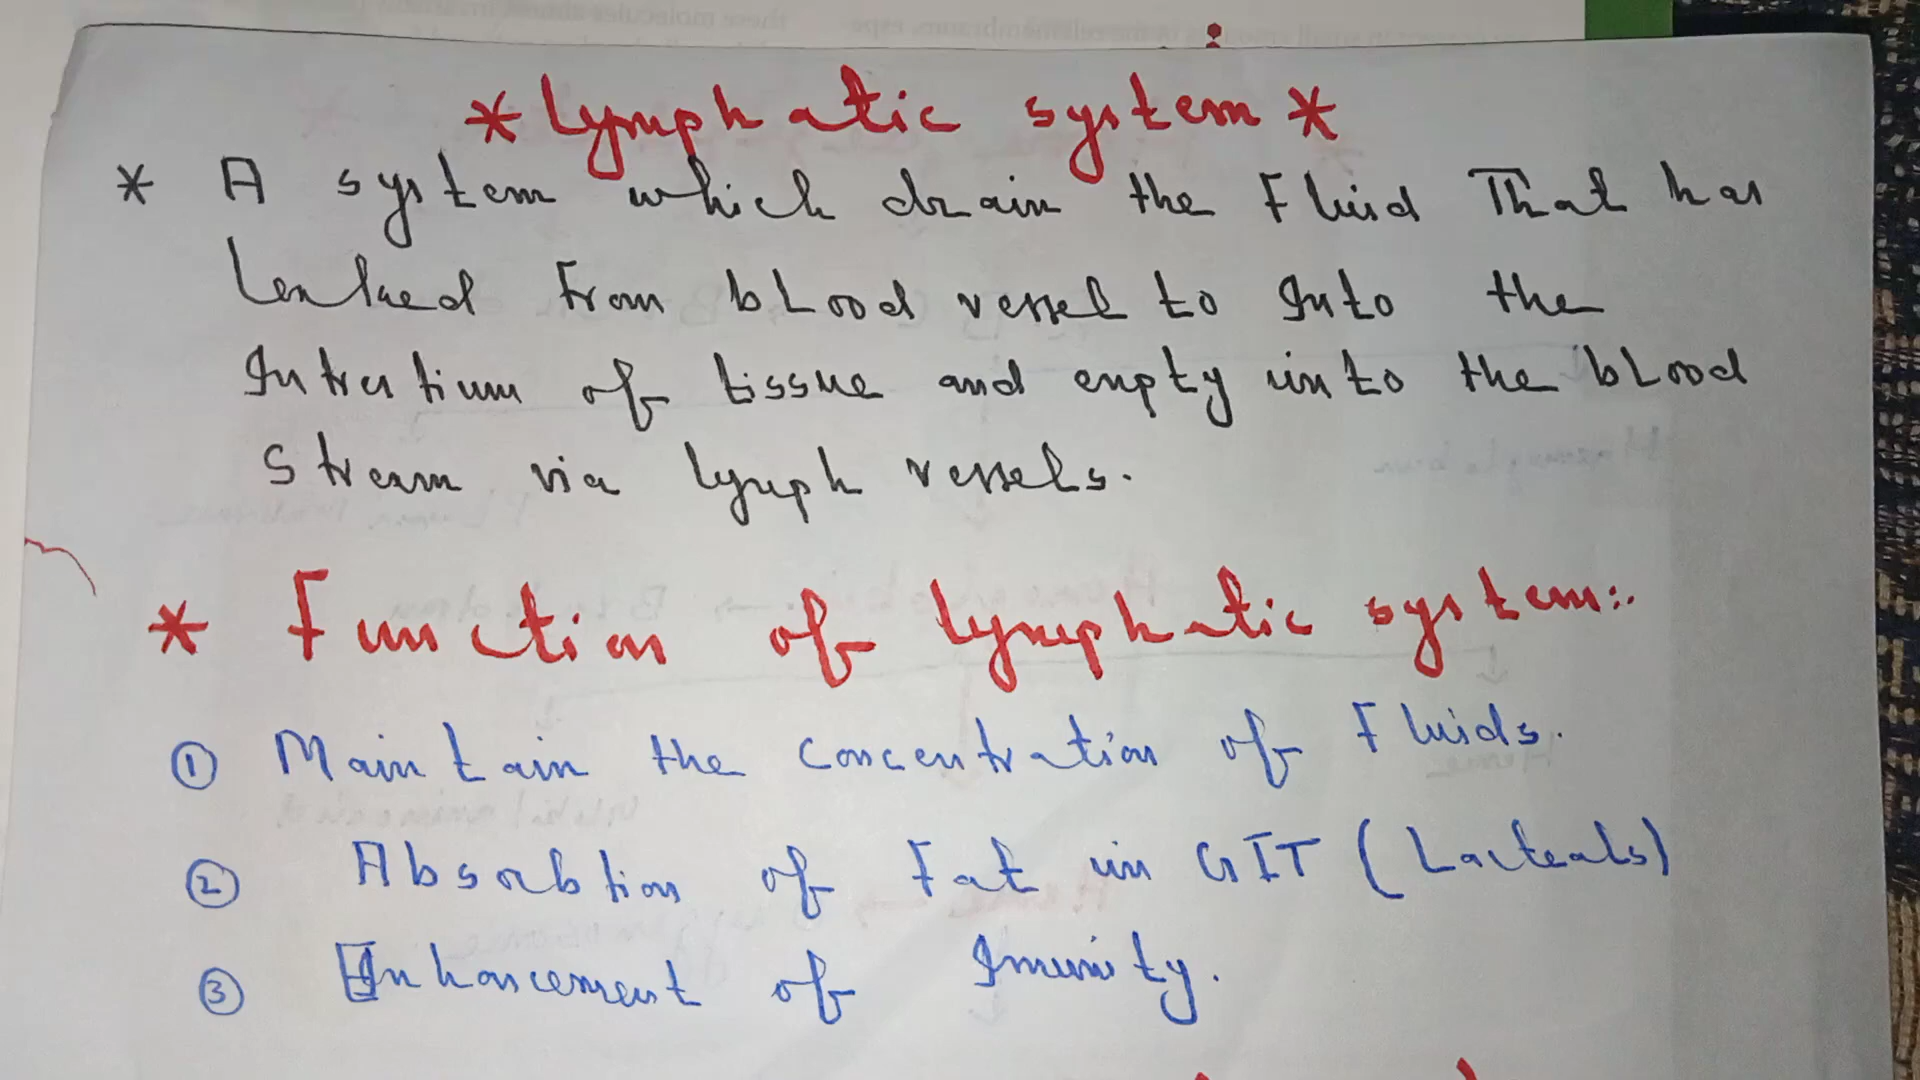 * Lymphatic system *
* A system which drain the Fluid That has
Leaked From bLood vessel to Into the
Intrestium of tissue and empty into the bLood
Stream via lymph vessels.
* Function of lymphatic system:.
① Maintain the concentration of Fluids.
② Absorbtion of Fat in GIT (Lacteals)
③ Enhancement of Imunity.